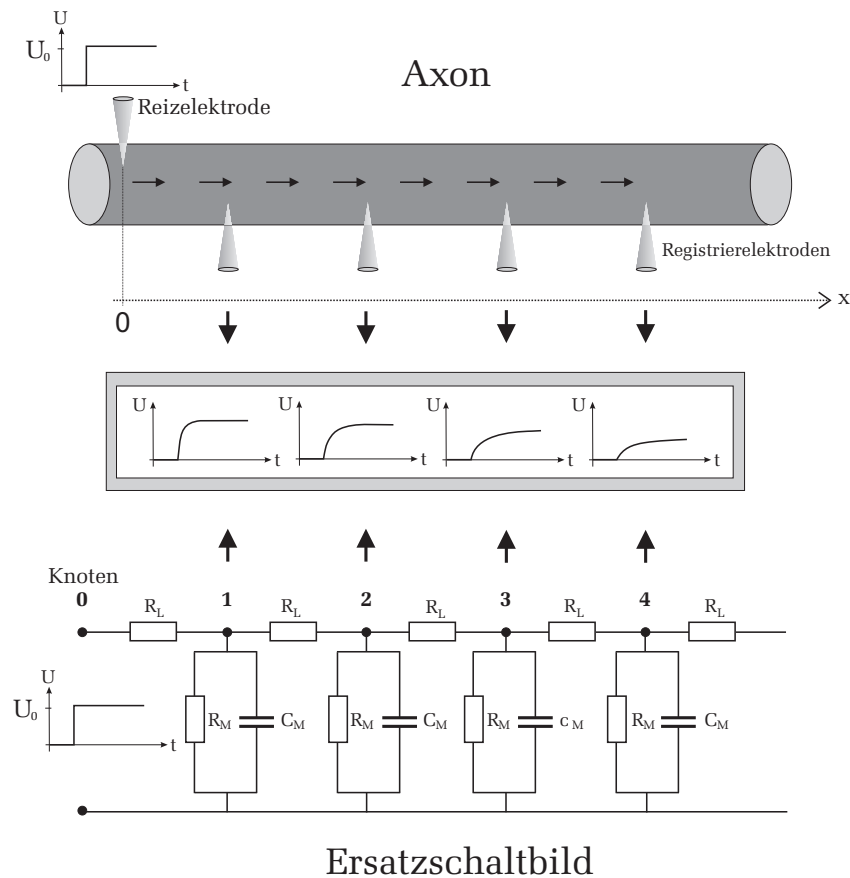 U
U₀
t
Axon
Reizelektrode
Registrierelektroden
x
0
U t U t U t U t
Knoten
0 1 2 3 4
R_L R_L R_L R_L R_L
U
U₀
t
R_M C_M R_M C_M R_M c_M R_M C_M
Ersatzschaltbild